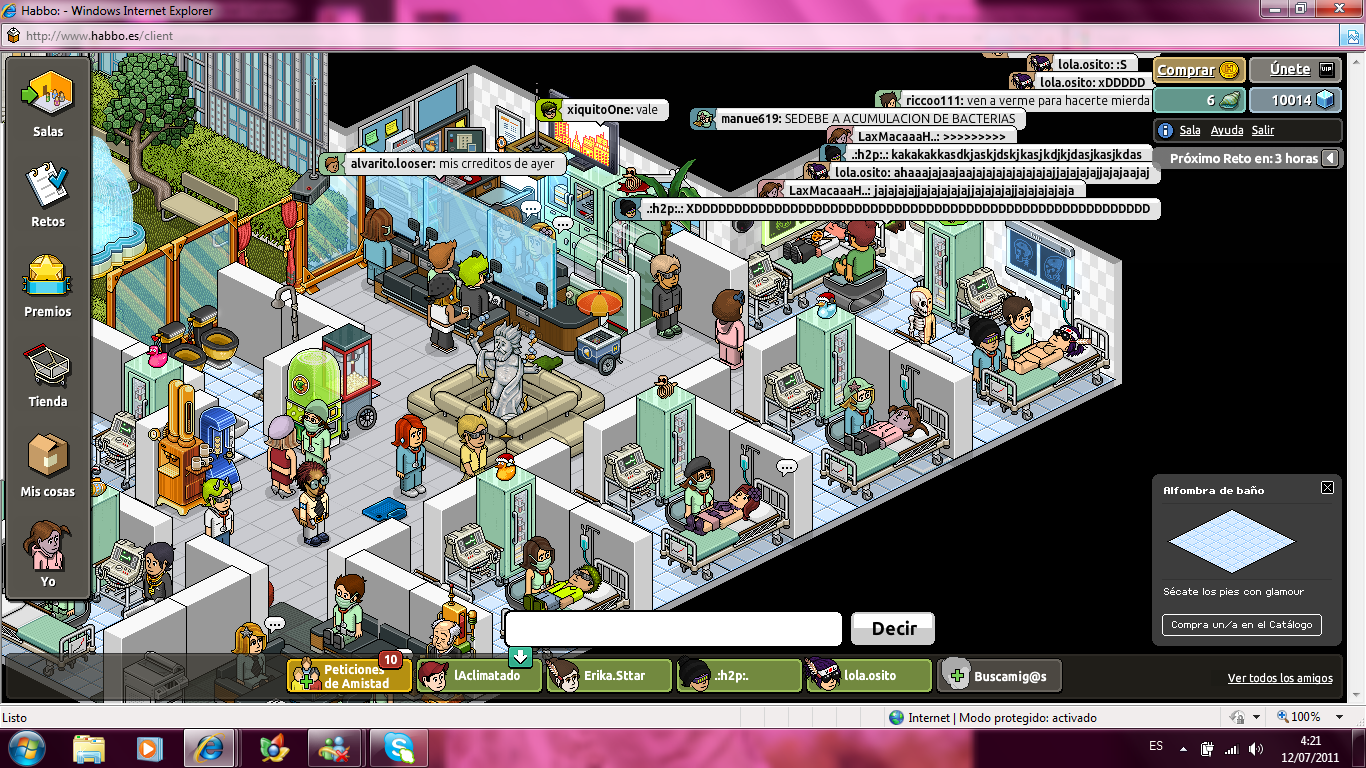 Habbo: - Windows Internet Explorer
http://www.habbo.es/client
Salas
Retos
Premios
Tienda
Mis cosas
Yo
lola.osito: :S
lola.osito: xDDDDD
riccoo111: ven a verme para hacerte mierda
xiquitoOne: vale
manue619: SEDEBE A ACUMULACION DE BACTERIAS
LaxMacaaaH..: >>>>>>>>>
.:h2p:.: kakakakkasdkjaskjdskjkasjkdjkjdasjkasjkdas
alvarito.looser: mis crreditos de ayer
lola.osito: ahaaajajaajaajajajajajajajajajjajajajajjajajaajaj
LaxMacaaaH..: jajajajajjajajajajajjajajajajjajajajajaja
.:h2p:.: XDDDDDDDDDDDDDDDDDDDDDDDDDDDDDDDDDDDDDDDDDDDDDDDDDDDDDDDDD
Comprar
Únete
VIP
6
10014
Sala Ayuda Salir
Próximo Reto en: 3 horas
Alfombra de baño
Sécate los pies con glamour
Compra un/a en el Catálogo
Decir
Peticiones
de Amistad
10
lAclimatado
Erika.Sttar
.:h2p:.
lola.osito
Buscamig@s
Ver todos los amigos
Listo
Internet | Modo protegido: activado
100%
ES
4:21
12/07/2011